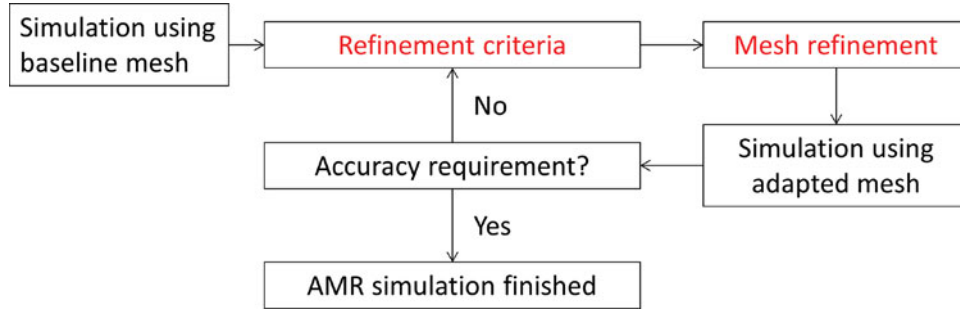 Simulation using
baseline mesh
Refinement criteria
Mesh refinement
No
Accuracy requirement?
Simulation using
adapted mesh
Yes
AMR simulation finished